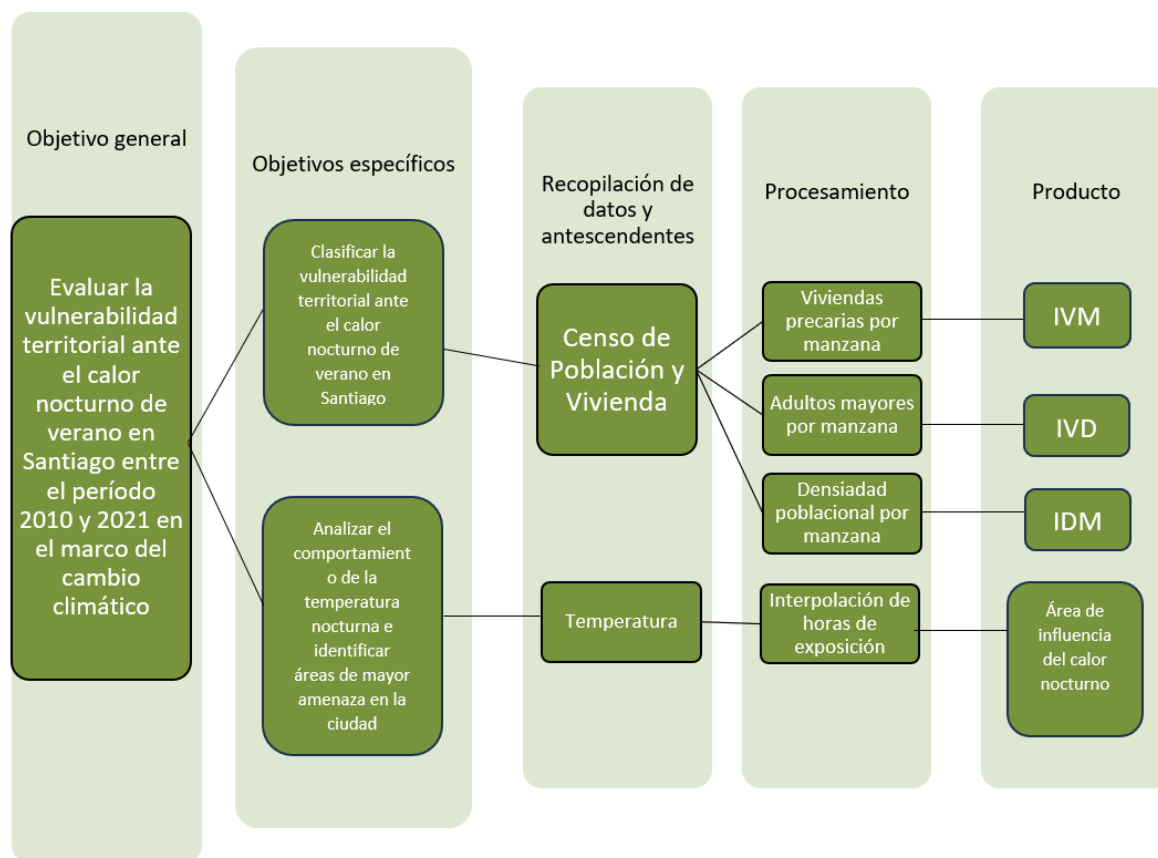 Objetivo general
Evaluar la
vulnerabilidad
territorial ante
el calor
nocturno de
verano en
Santiago entre
el período
2010 y 2021 en
el marco del
cambio
climático
Objetivos específicos
Clasificar la
vulnerabilidad
territorial ante
el calor
nocturno de
verano en
Santiago
Analizar el
comportamient
o de la
temperatura
nocturna e
identificar
áreas de mayor
amenaza en la
ciudad
Recopilación de
datos y
antescendentes
Censo de
Población y
Vivienda
Temperatura
Procesamiento
Viviendas
precarias por
manzana
Adultos mayores
por manzana
Densiadad
poblacional por
manzana
Interpolación de
horas de
exposición
Producto
IVM
IVD
IDM
Área de
influencia
del calor
nocturno